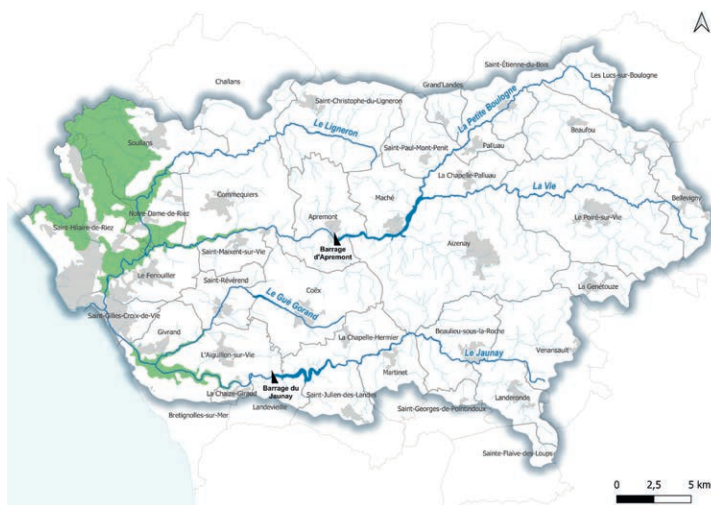 Saint-Étienne-du-Bois
Les Lucs-sur-Boulogne
Challans
Grand'Landes
Saint-Christophe-du-Ligneron
La Petite Boulogne
Le Ligneron
Soullans
Saint-Paul-Mont-Penit
Palluau
Beaufou
La Chapelle-Palluau
Commequiers
Maché
La Vie
Bellevigny
Notre-Dame-de-Riez
Apremont
Le Poiré-sur-Vie
Saint-Hilaire-de-Riez
Barrage
d'Apremont
Aizenay
Saint-Maixent-sur-Vie
Le Fenouiller
Saint-Révérend
Coëx
La Génétouze
Le Gué Gorand
Saint-Gilles-Croix-de-Vie
Givrand
La Chapelle-Hermier
Beaulieu-sous-la-Roche
Venansault
L'Aiguillon-sur-Vie
Le Jaunay
Martinet
Barrage du
Jaunay
La Chaize-Giraud
Saint-Julien-des-Landes
Landeronde
Landevieille
Saint-Georges-de-Pointindoux
Bretignolles-sur-Mer
Sainte-Flaive-des-Loups
0 2,5 5 km